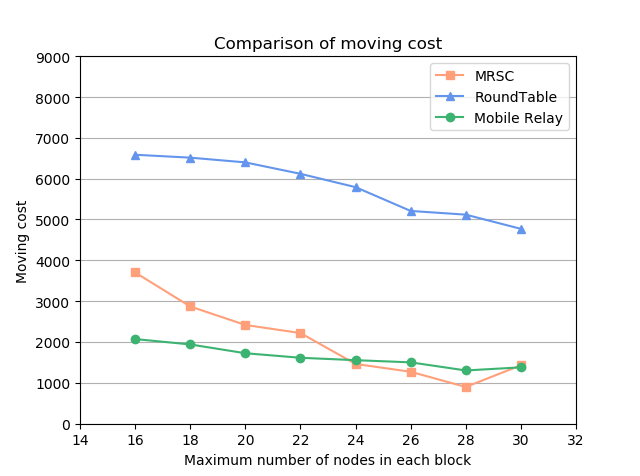 Comparison of moving cost
9000
8000
7000
6000
5000
4000
3000
2000
1000
0
Moving cost
MRSC
RoundTable
Mobile Relay
14 16 18 20 22 24 26 28 30 32
Maximum number of nodes in each block